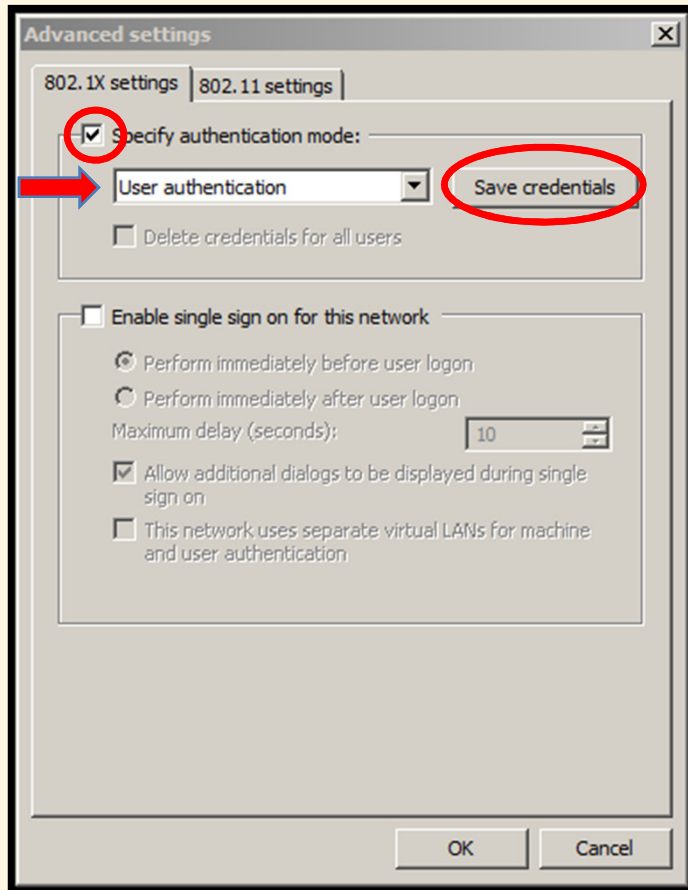 Advanced settings
802.1X settings
802.11 settings
Specify authentication mode:
User authentication
Save credentials
Delete credentials for all users
Enable single sign on for this network
Perform immediately before user logon
Perform immediately after user logon
Maximum delay (seconds):
10
Allow additional dialogs to be displayed during single
sign on
This network uses separate virtual LANs for machine
and user authentication
OK
Cancel